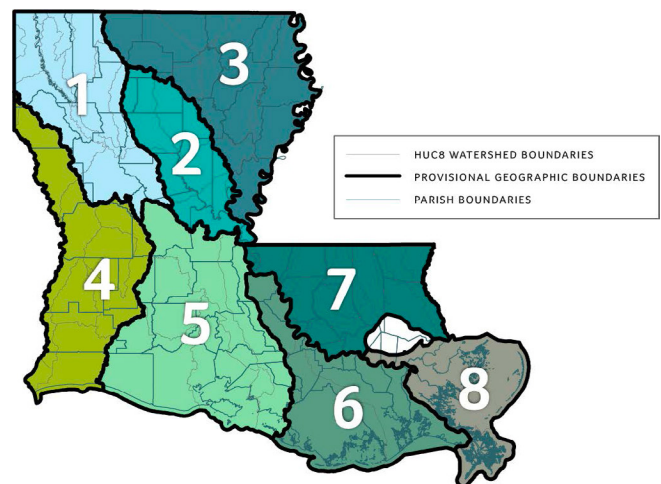 1
3
2
HUC8 WATERSHED BOUNDARIES
PROVISIONAL GEOGRAPHIC BOUNDARIES
PARISH BOUNDARIES
4
7
5
8
6